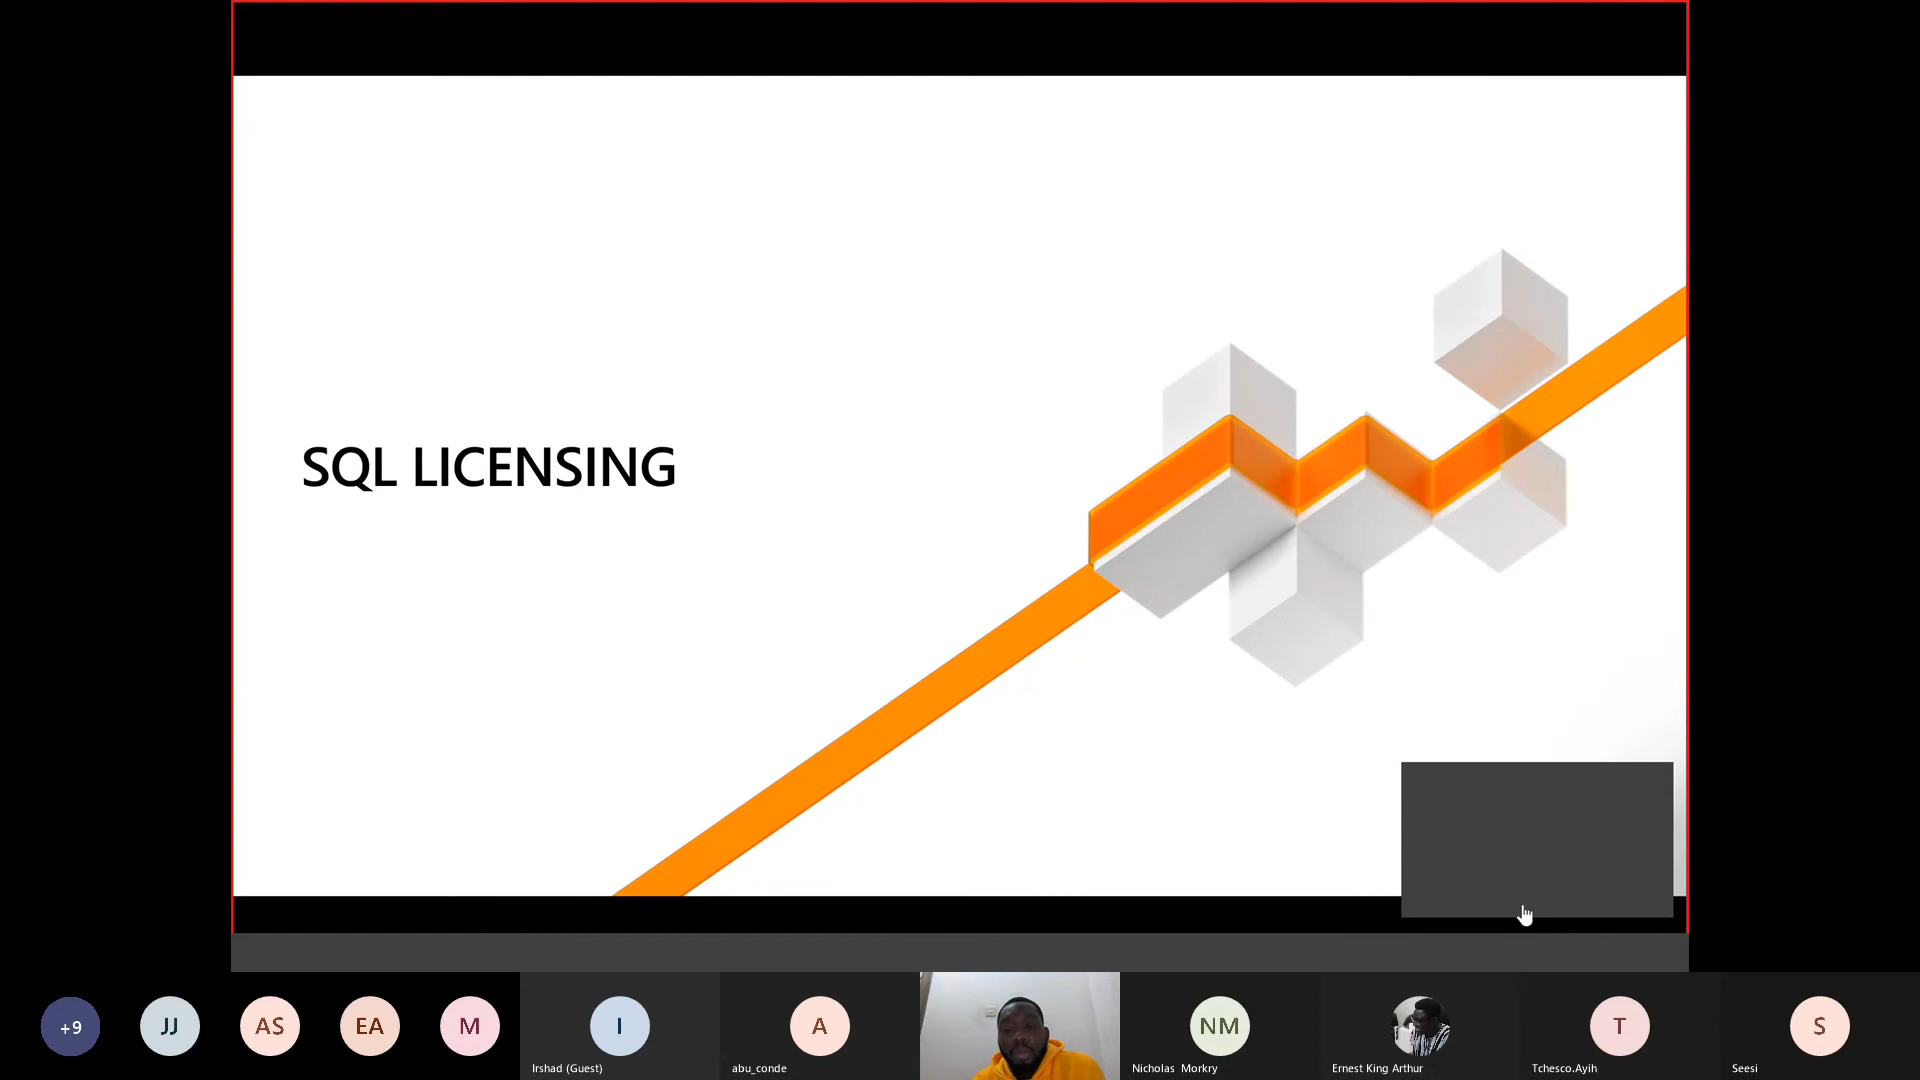 SQL LICENSING
+9
JJ
AS
EA
M
I
A
NM
T
S
Irshad (Guest)
abu_conde
Nicholas Morkry
Ernest King Arthur
Tchesco.Ayih
Seesi